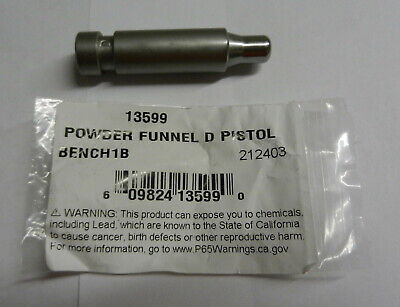 13599
POWDER FUNNEL D PISTOL
BENCH1B 212403
6 09824 13599 0
⚠ WARNING: This product can expose you to chemicals,
including Lead, which are known to the State of California
to cause cancer, birth defects or other reproductive harm.
For more information, go to www.P65Warnings.ca.gov